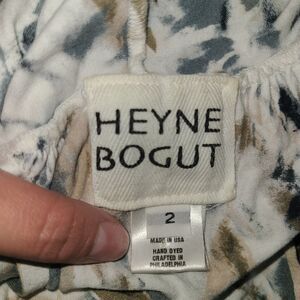 HEYNE
BOGUT
2
MADE IN USA
HAND DYED
CRAFTED IN
PHILADELPHIA